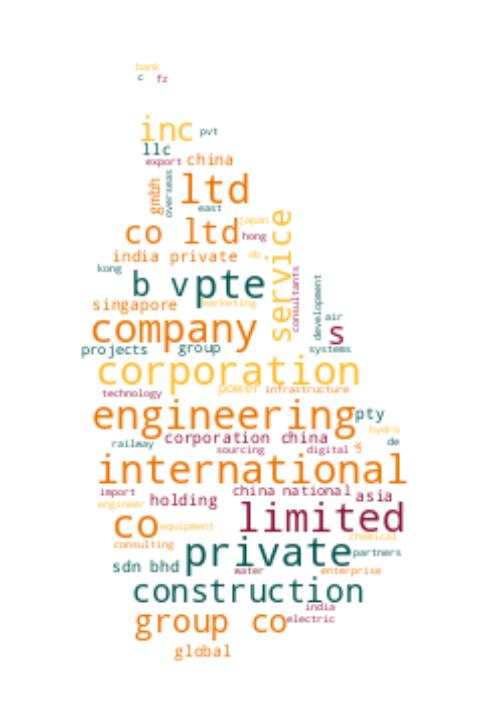 bank
c fz
inc pvt
llc
export china
gmbh overseas ltd
east
co ltd japan
hong
india private ab
kong
b v pte service
consultants
singapore marketing development
air
company s
projects group systems
corporation
power infrastructure
technology
engineering pty
hydro
railway corporation china de
sourcing digital
international
import china national asia
engineer holding
limited
co equipment
chemical
consulting private partners
sdn bhd water enterprise
construction
india
group co electric
global